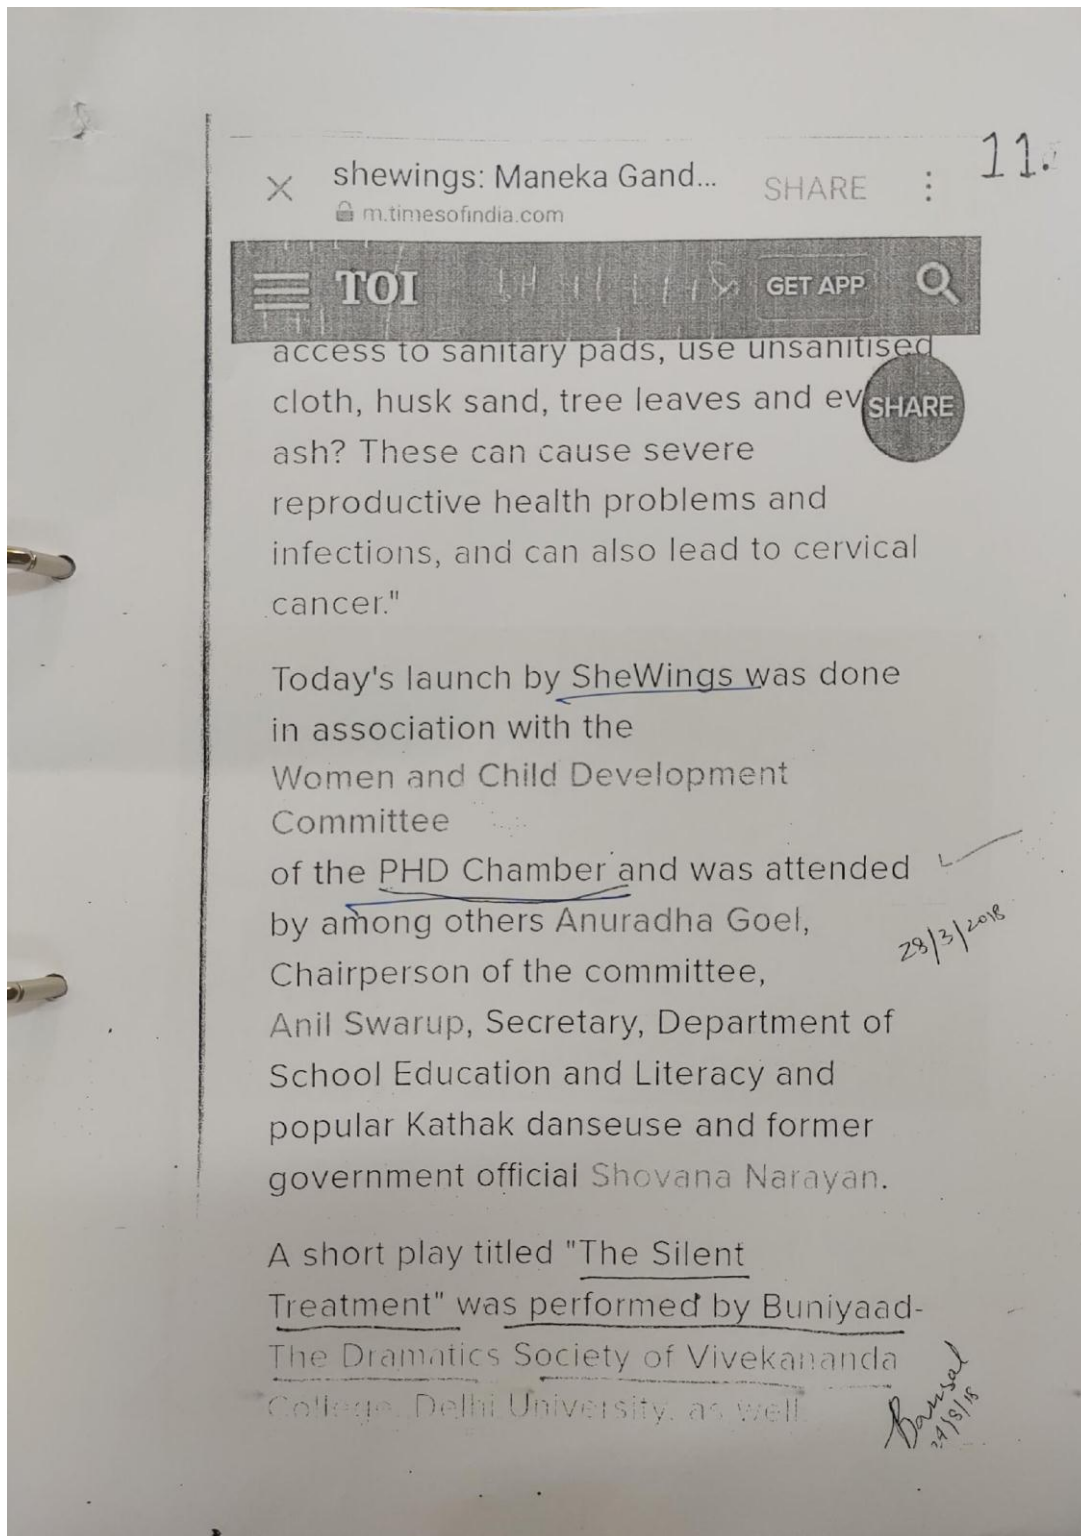 11.
shewings: Maneka Gand...
SHARE
m.timesofindia.com
TOI
GET APP
access to sanitary pads, use unsanitised
cloth, husk sand, tree leaves and ev
SHARE
ash? These can cause severe
reproductive health problems and
infections, and can also lead to cervical
cancer."
Today's launch by SheWings was done
in association with the
Women and Child Development
Committee
of the PHD Chamber and was attended
by among others Anuradha Goel,
28/3/2018
Chairperson of the committee,
Anil Swarup, Secretary, Department of
School Education and Literacy and
popular Kathak danseuse and former
government official Shovana Narayan.
A short play titled "The Silent
Treatment" was performed by Buniyaad-
The Dramatics Society of Vivekananda
College, Delhi University, as well
Bansal